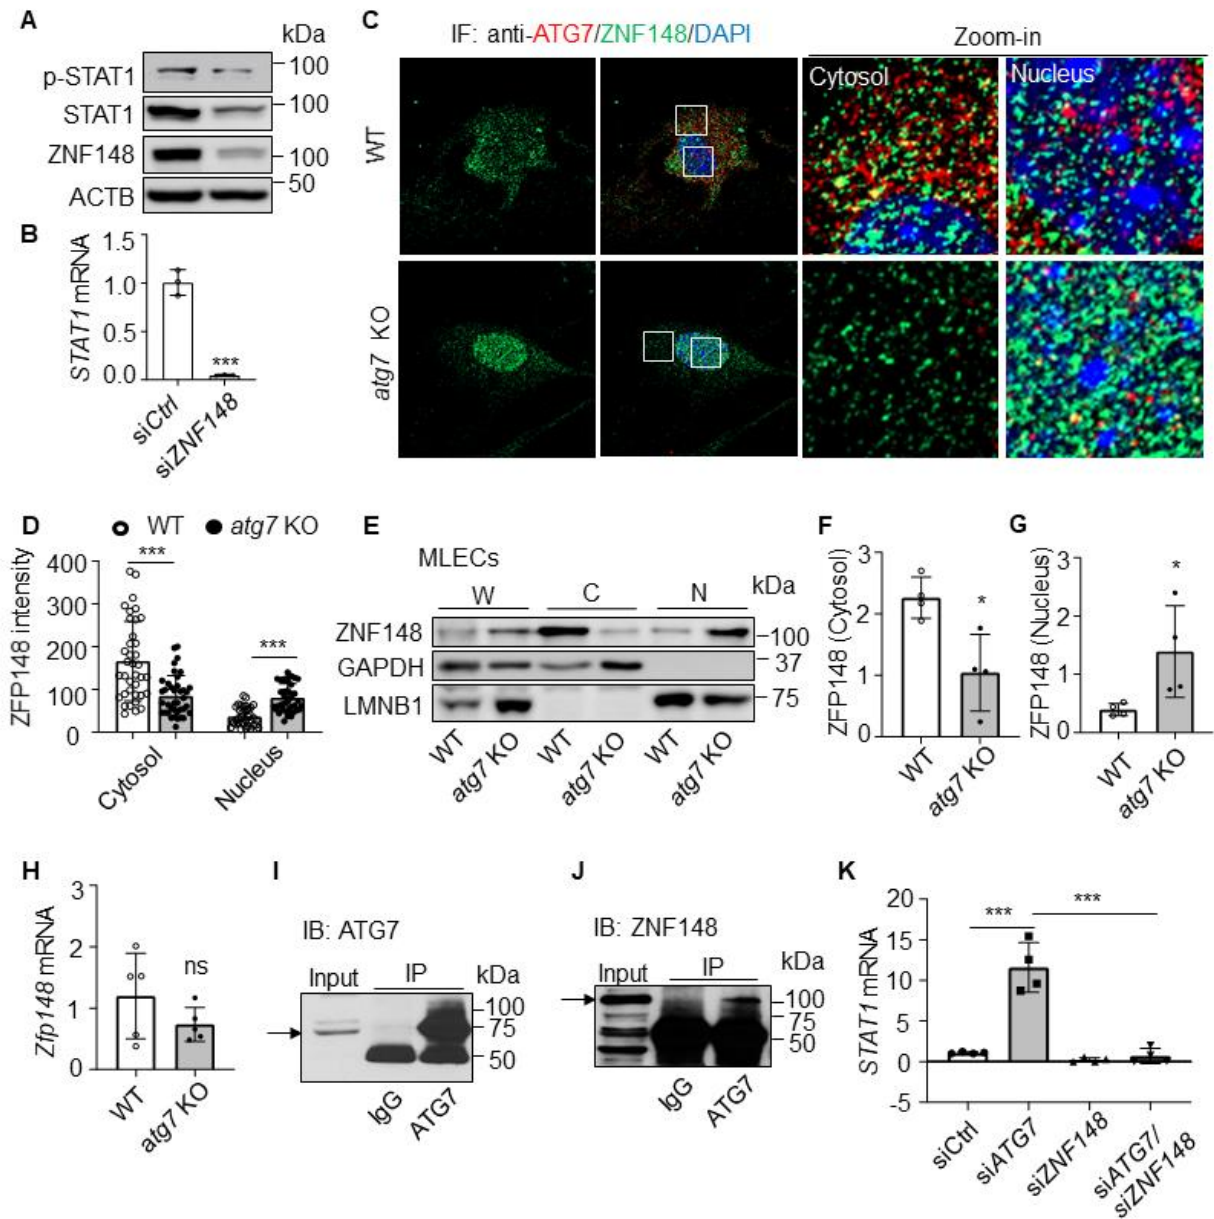 A
kDa
p-STAT1
100
STAT1
100
ZNF148
100
50
ACTB
B
STAT1 mRNA
1.5
1.0
0.5
0.0
***
siCtrl
siZNF148
C
IF: anti-ATG7/ZNF148/DAPI
Zoom-in
Cytosol
Nucleus
WT
atg7 KO
D
WT
atg7 KO
ZFP148 intensity
400
300
200
100
0
***
***
Cytosol
Nucleus
E
MLECs
W
C
N
kDa
ZNF148
100
GAPDH
37
LMNB1
75
WT
atg7 KO
WT
atg7 KO
WT
atg7 KO
F
ZFP148 (Cytosol)
3
2
1
0
*
WT
atg7 KO
G
ZFP148 (Nucleus)
3
2
1
0
*
WT
atg7 KO
H
Zfp148 mRNA
3
2
1
0
ns
WT
atg7 KO
I
IB: ATG7
Input
IP
kDa
100
75
50
IgG
ATG7
J
IB: ZNF148
Input
IP
kDa
100
75
50
IgG
ATG7
K
STAT1 mRNA
20
15
10
5
0
-5
***
***
siCtrl
siATG7
siZNF148
siATG7/
siZNF148